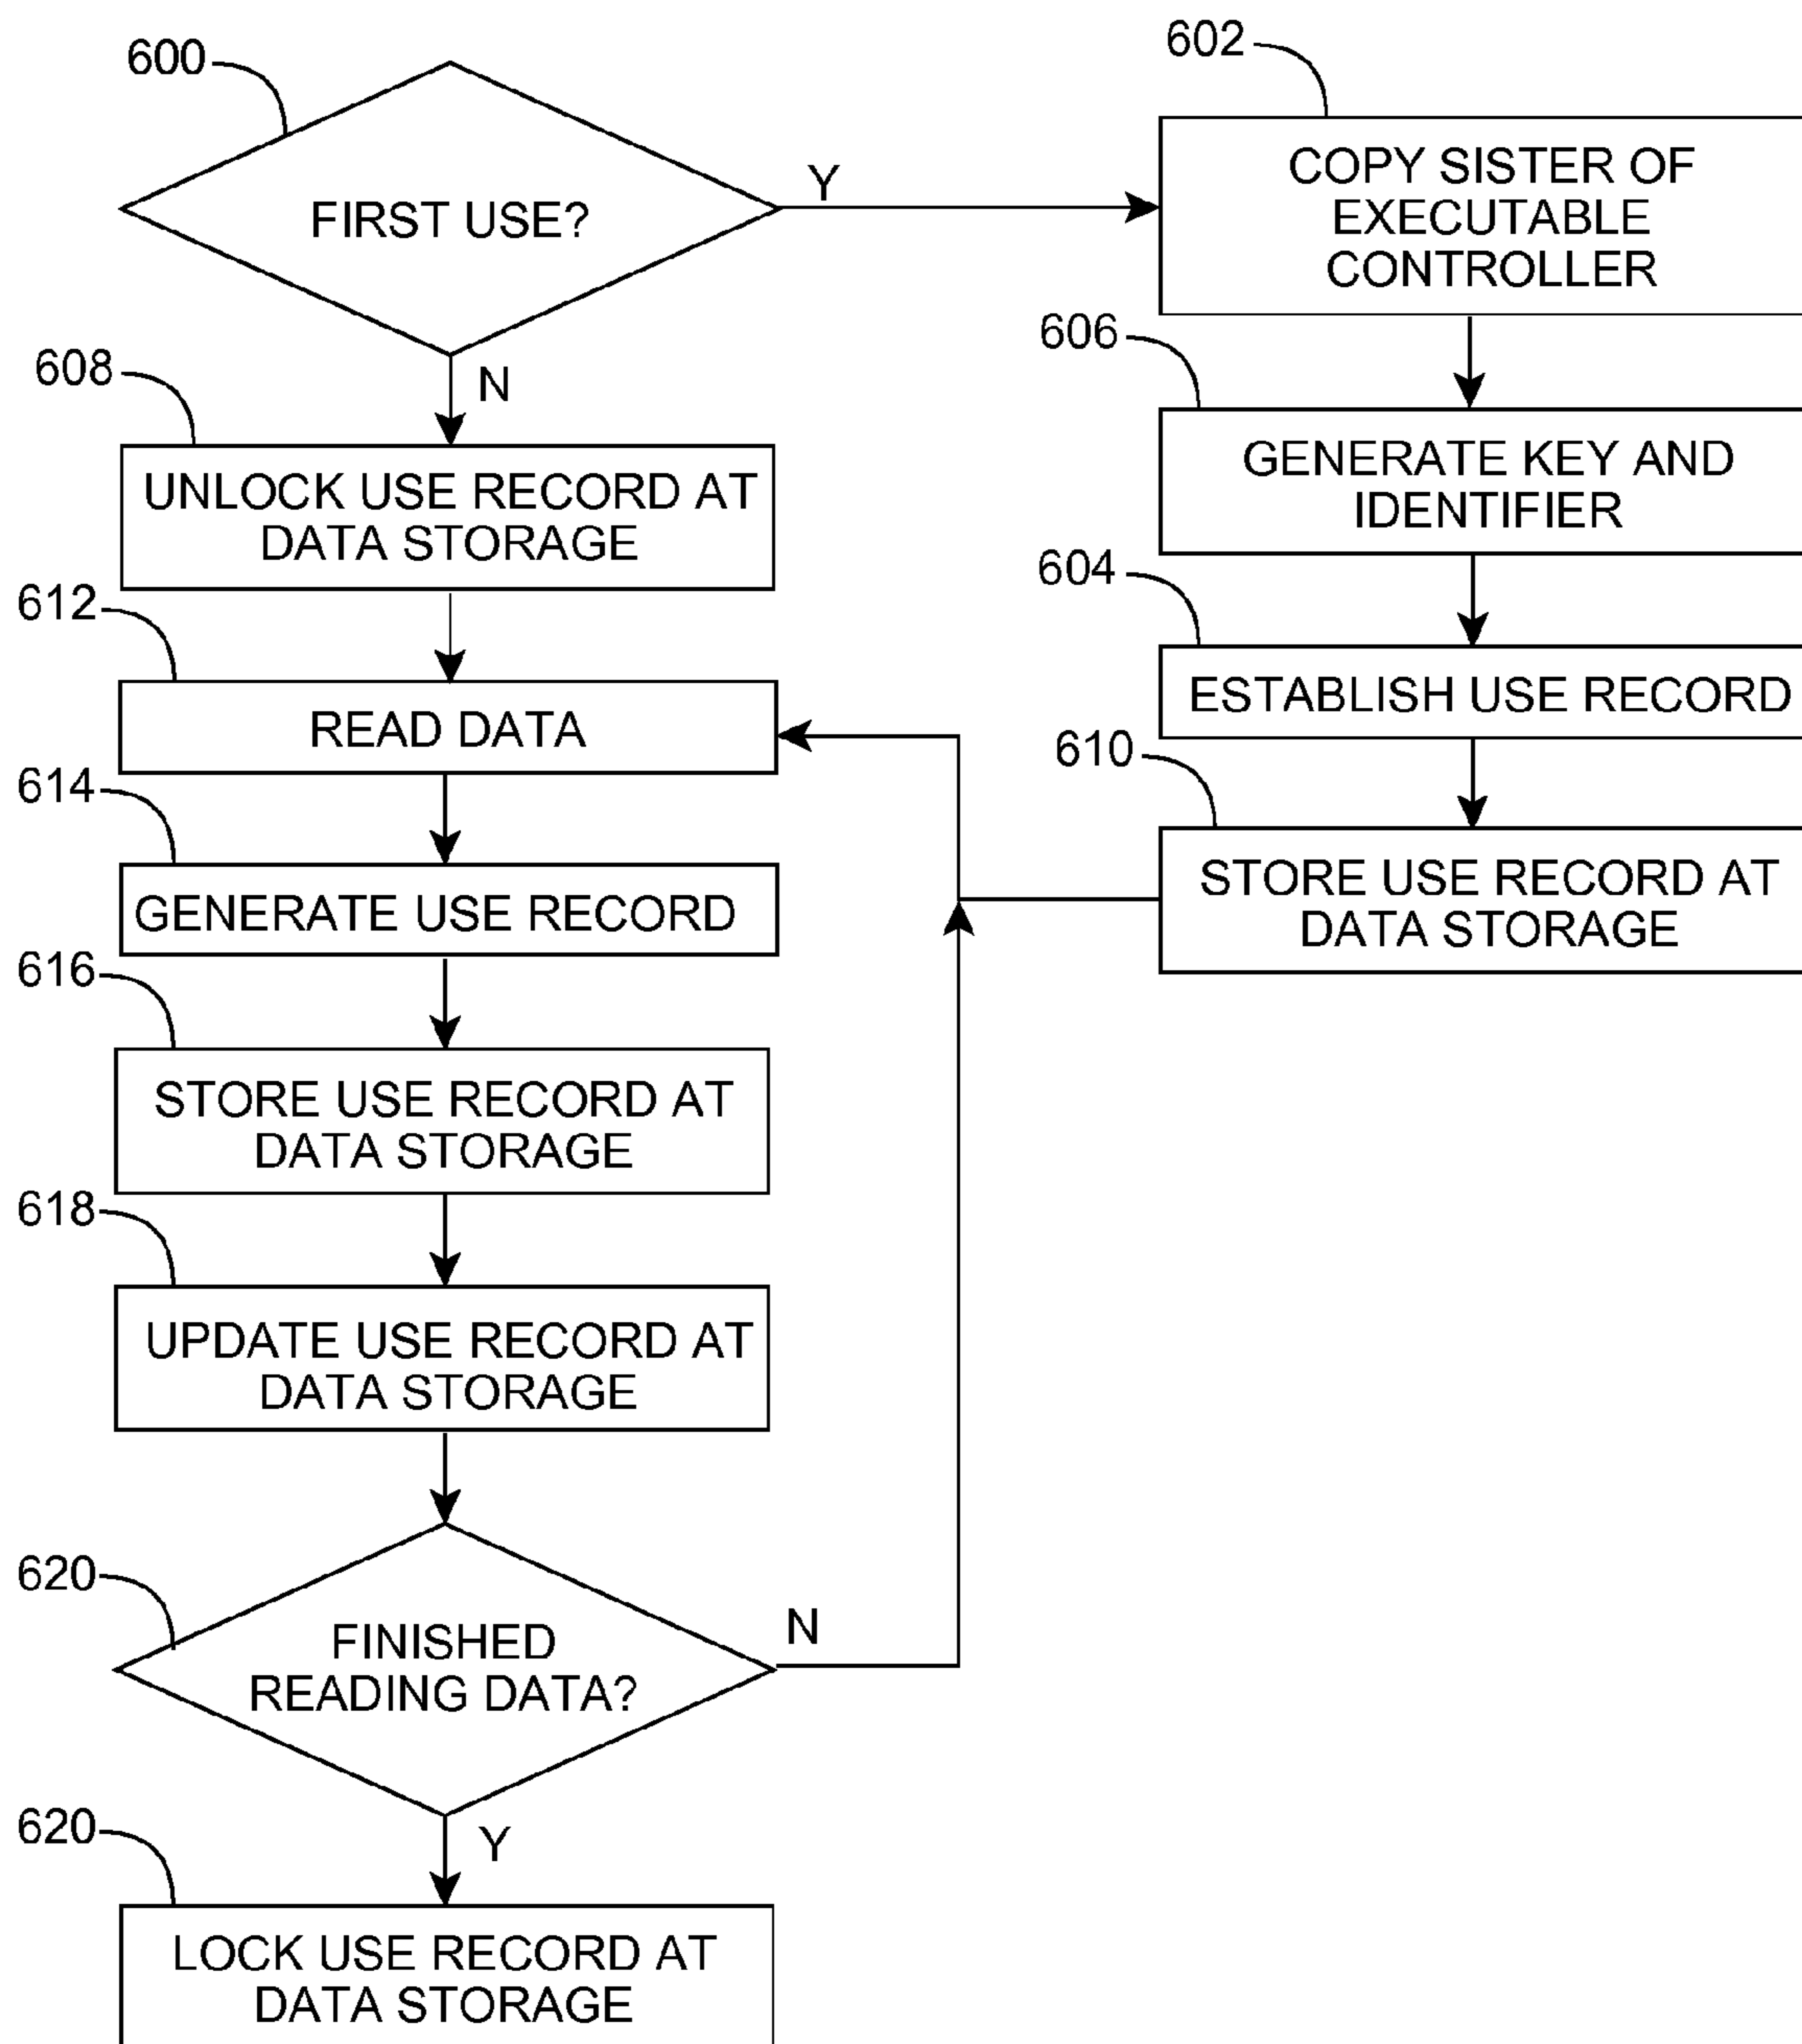 600
FIRST USE?
Y
N
602
COPY SISTER OF
EXECUTABLE
CONTROLLER
606
GENERATE KEY AND
IDENTIFIER
604
ESTABLISH USE RECORD
610
STORE USE RECORD AT
DATA STORAGE
608
UNLOCK USE RECORD AT
DATA STORAGE
612
READ DATA
614
GENERATE USE RECORD
616
STORE USE RECORD AT
DATA STORAGE
618
UPDATE USE RECORD AT
DATA STORAGE
620
FINISHED
READING DATA?
N
Y
620
LOCK USE RECORD AT
DATA STORAGE